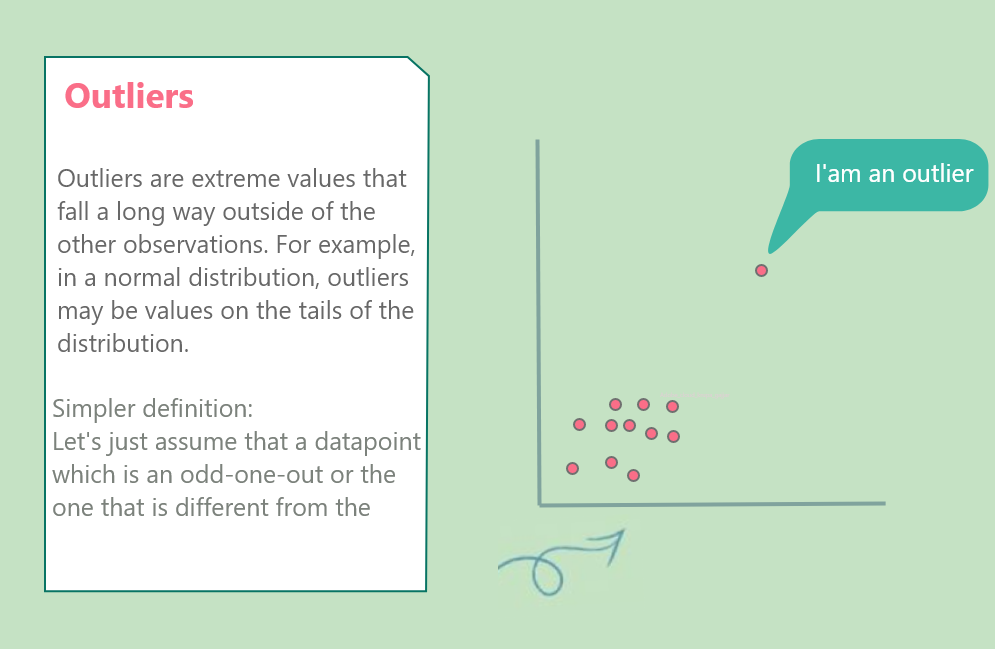 Outliers
Outliers are extreme values that
fall a long way outside of the
other observations. For example,
in a normal distribution, outliers
may be values on the tails of the
distribution.
Simpler definition:
Let's just assume that a datapoint
which is an odd-one-out or the
one that is different from the
I'am an outlier